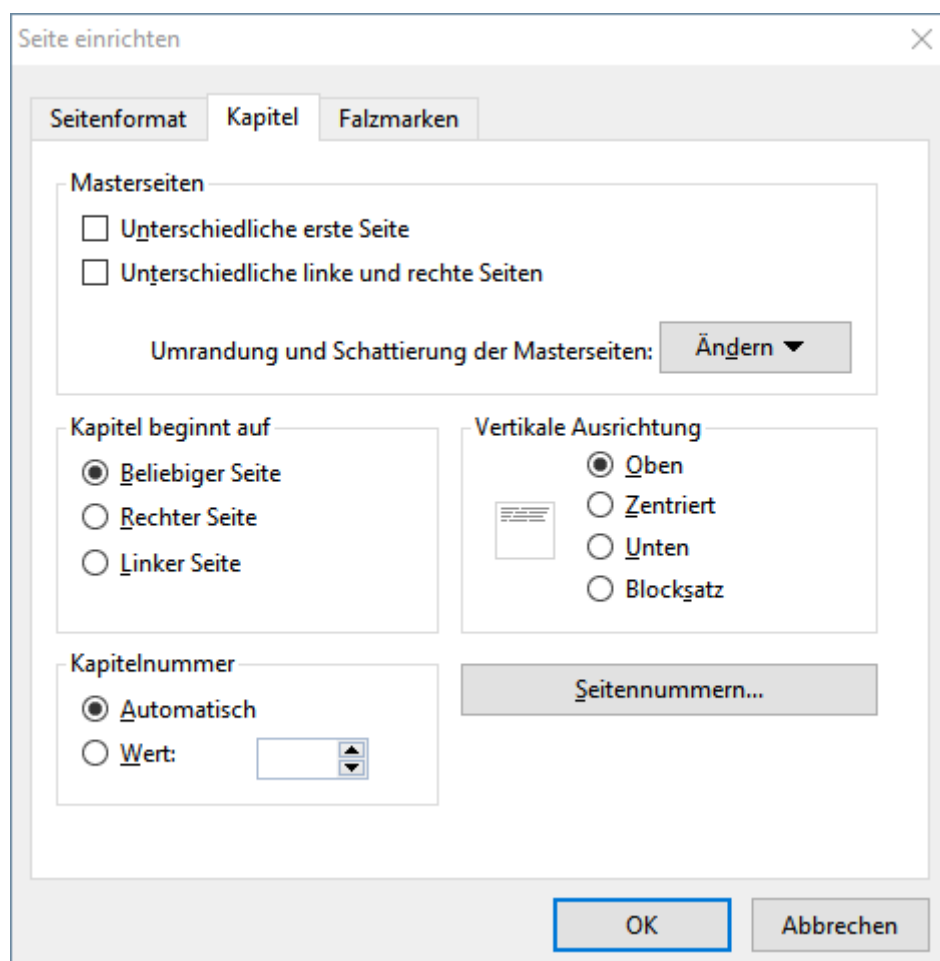 Seite einrichten
Seitenformat Kapitel Falzmarken
Masterseiten
Unterschiedliche erste Seite
Unterschiedliche linke und rechte Seiten
Umrandung und Schattierung der Masterseiten: Ändern
Kapitel beginnt auf
Beliebiger Seite
Rechter Seite
Linker Seite
Vertikale Ausrichtung
Oben
Zentriert
Unten
Blocksatz
Kapitelnummer
Automatisch
Wert:
Seitennummern...
OK Abbrechen